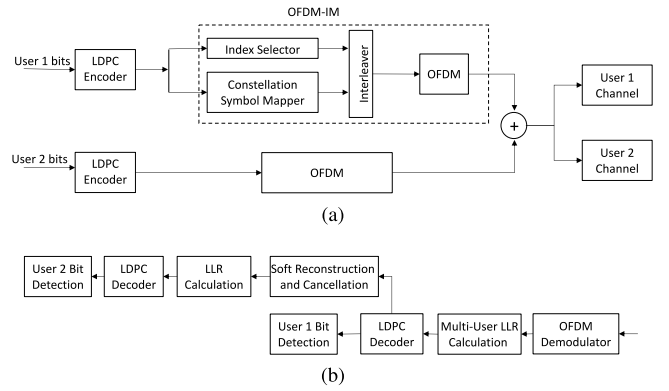 OFDM-IM
User 1 bits
LDPC
Encoder
Index Selector
Constellation
Symbol Mapper
Interleaver
OFDM
+
User 1
Channel
User 2
Channel
User 2 bits
LDPC
Encoder
OFDM
(a)
User 2 Bit
Detection
LDPC
Decoder
LLR
Calculation
Soft Reconstruction
and Cancellation
User 1 Bit
Detection
LDPC
Decoder
Multi-User LLR
Calculation
OFDM
Demodulator
(b)